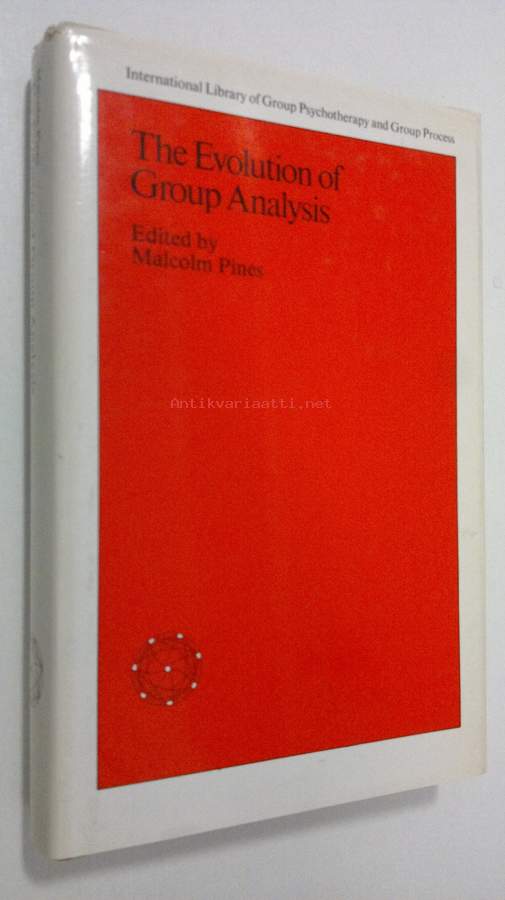 International Library of Group Psychotherapy and Group Process
The Evolution of
Group Analysis
Edited by
Malcolm Pines
Antikvariaatti.net